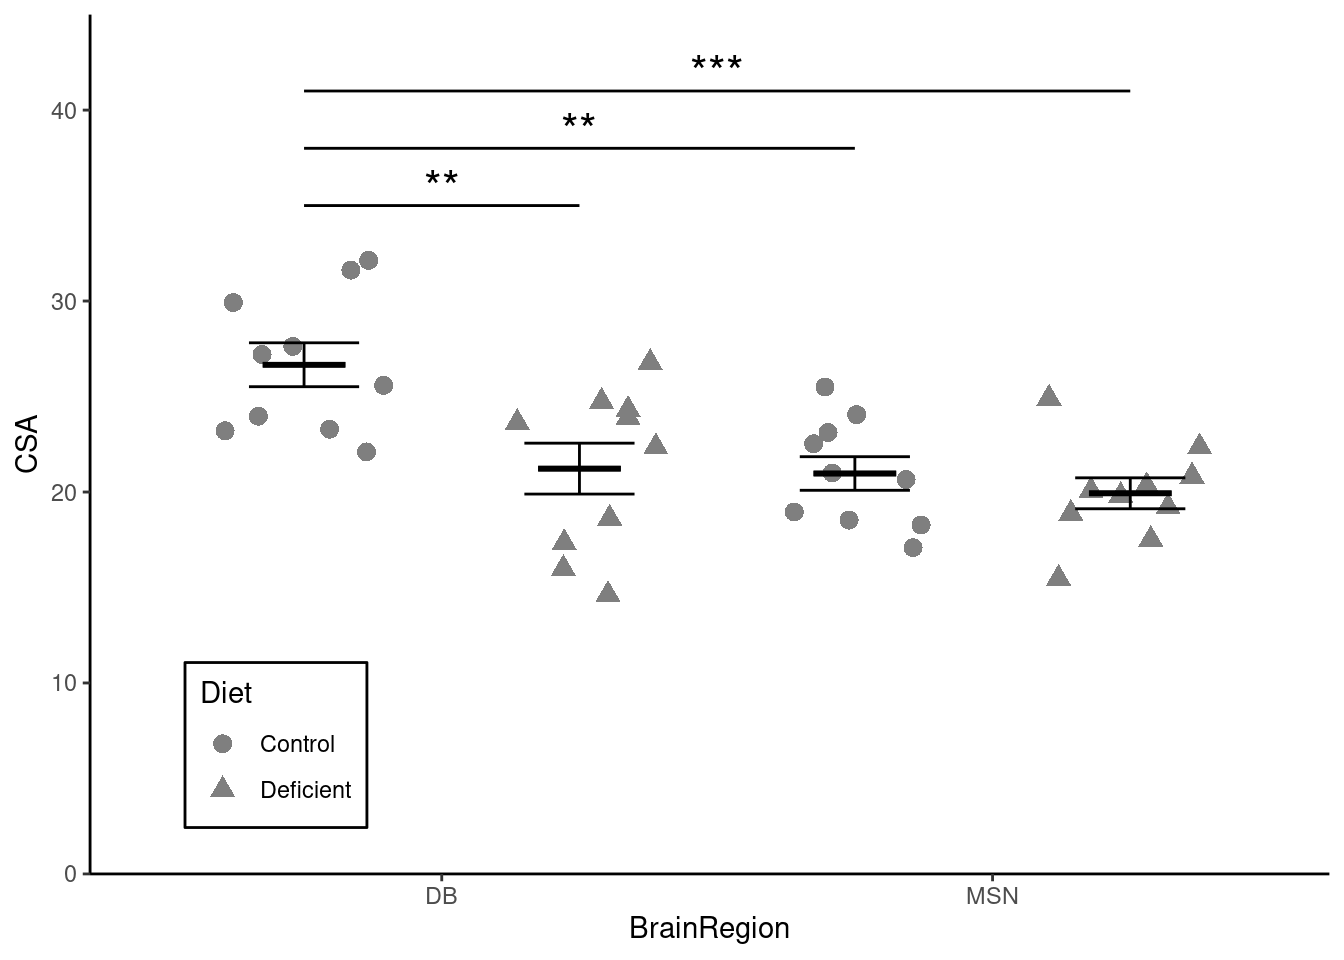 ***
40
**
**
CSA
30
20
10
Diet
Control
Deficient
0
DB MSN
BrainRegion